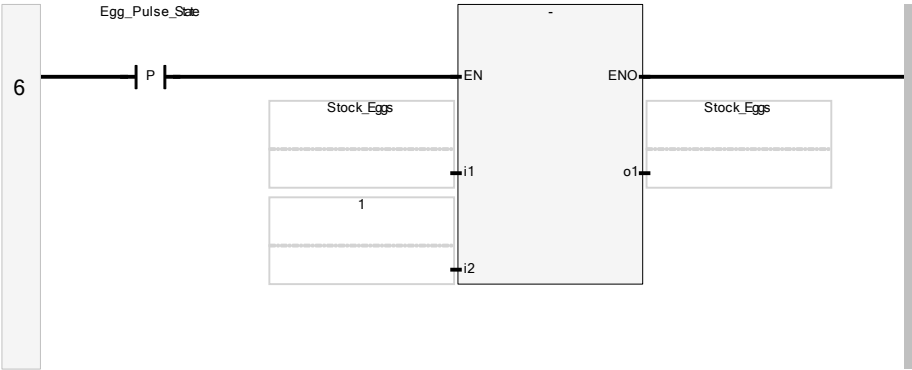 Egg_Pulse_State
-
6
P
EN
ENO
Stock_Eggs
Stock_Eggs
i1
o1
1
i2